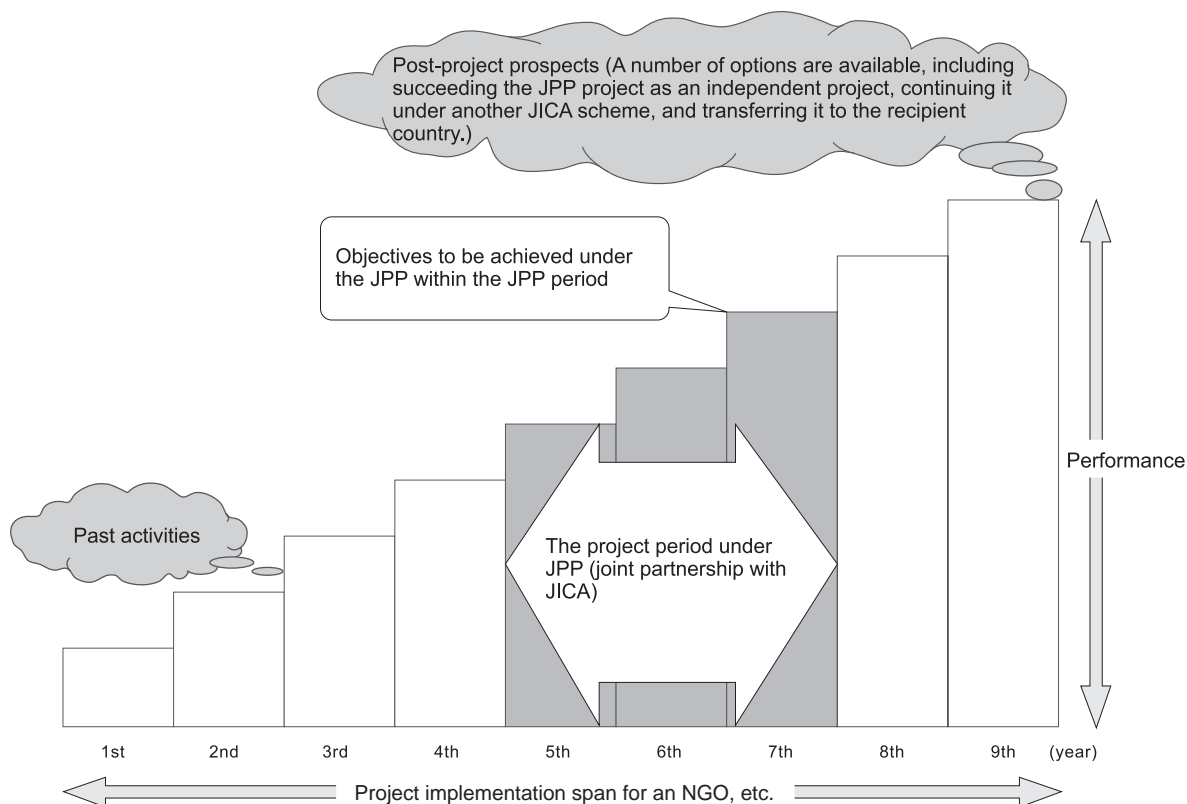 Post-project prospects (A number of options are available, including
succeeding the JPP project as an independent project, continuing it
under another JICA scheme, and transferring it to the recipient
country.)
Objectives to be achieved under
the JPP within the JPP period
Performance
Past activities
The project period under
JPP (joint partnership with
JICA)
1st 2nd 3rd 4th 5th 6th 7th 8th 9th (year)
Project implementation span for an NGO, etc.